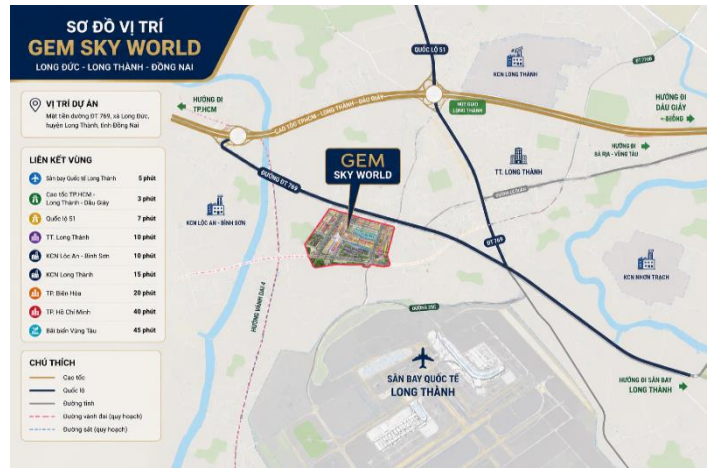 SƠ ĐỒ VỊ TRÍ
GEM SKY WORLD
LONG ĐỨC - LONG THÀNH - ĐỒNG NAI
VỊ TRÍ DỰ ÁN
Mặt tiền đường ĐT 769, xã Long Đức,
huyện Long Thành, tỉnh Đồng Nai
LIÊN KẾT VÙNG
Sân bay Quốc tế Long Thành 5 phút
Cao tốc TP.HCM -
Long Thành - Dầu Giây 3 phút
Quốc lộ 51 7 phút
TT. Long Thành 10 phút
KCN Lộc An - Bình Sơn 10 phút
KCN Long Thành 15 phút
TP. Biên Hòa 20 phút
TP. Hồ Chí Minh 40 phút
Bãi biển Vũng Tàu 45 phút
CHÚ THÍCH
Cao tốc
Quốc lộ
Đường tỉnh
Đường vành đai (quy hoạch)
Đường sắt (quy hoạch)
HƯỚNG ĐI
TP.HCM
CAO TỐC TP.HCM - LONG THÀNH - DẦU GIÂY
QUỐC LỘ 51
KCN LONG THÀNH
NÚT GIAO
LONG THÀNH
HƯỚNG ĐI
DẦU GIÂY
HƯỚNG ĐI
BÀ RỊA - VŨNG TÀU
TT. LONG THÀNH
GEM
SKY WORLD
ĐƯỜNG ĐT 769
KCN LỘC AN - BÌNH SƠN
ĐT 769
KCN NHƠN TRẠCH
HƯỚNG VÀNH ĐAI 4
SÂN BAY QUỐC TẾ
LONG THÀNH
HƯỚNG ĐI SÂN BAY
LONG THÀNH